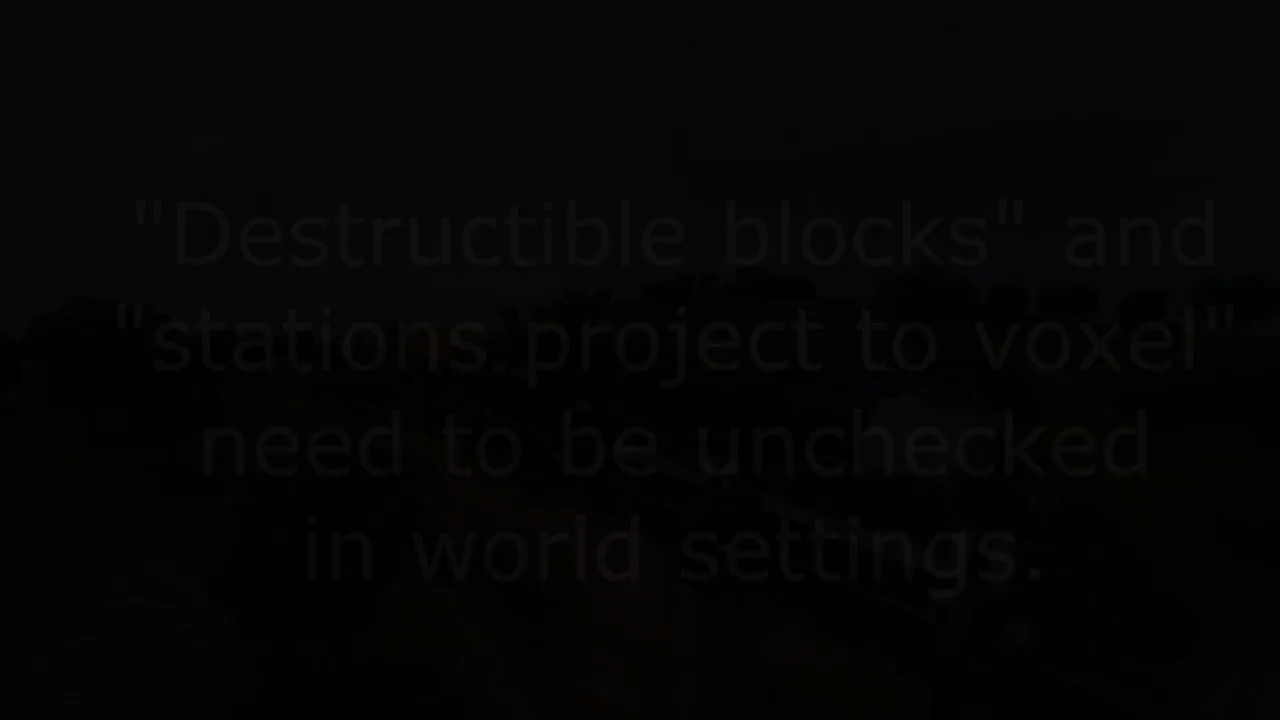 "Destructible blocks" and
"stations project to voxel"
need to be unchecked
in world settings.